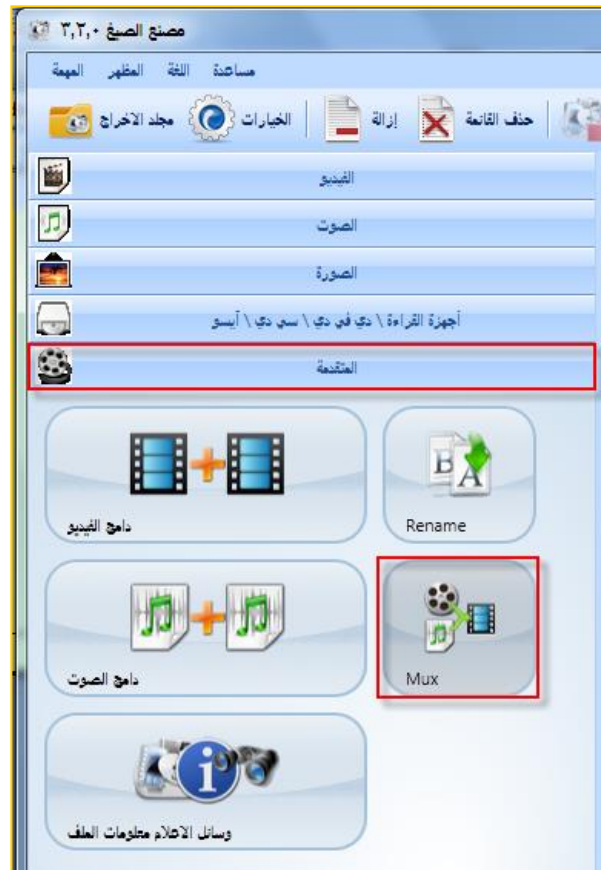 مصنع الصيغ ٣,٢,٠
المهمة المظهر اللغة مساعدة
مجلد الاخراج الخيارات إزالة حذف القائمة
الفيديو
الصوت
الصورة
أجهزة القراءة \ دي في دي \ سي دي \ آيسو
المتقدمة
دامج الفيديو
Rename
دامج الصوت
Mux
وسائل الاعلام معلومات الملف